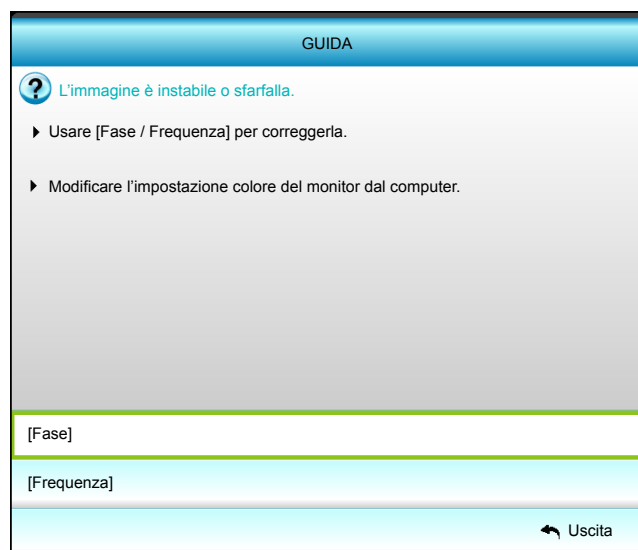 GUIDA
L'immagine è instabile o sfarfalla.
Usare [Fase / Frequenza] per correggerla.
Modificare l'impostazione colore del monitor dal computer.
[Fase]
[Frequenza]
Uscita